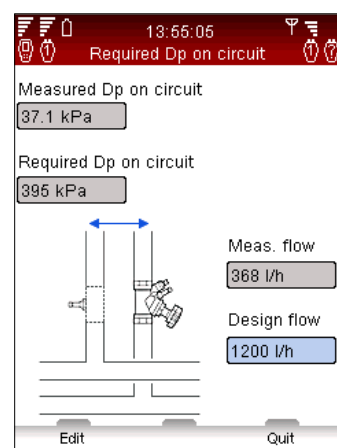 13:55:05
Required Dp on circuit
Measured Dp on circuit
37.1 kPa
Required Dp on circuit
395 kPa
Meas. flow
368 l/h
Design flow
1200 l/h
Edit
Quit